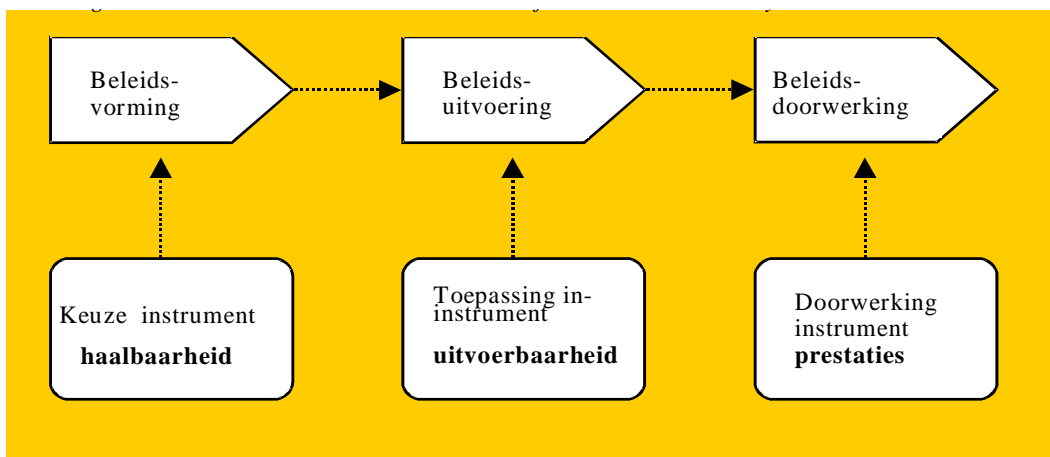 Beleids-
vorming
Beleids-
uitvoering
Beleids-
doorwerking
Keuze instrument
haalbaarheid
Toepassing in-
instrument
uitvoerbaarheid
Doorwerking
instrument
prestaties